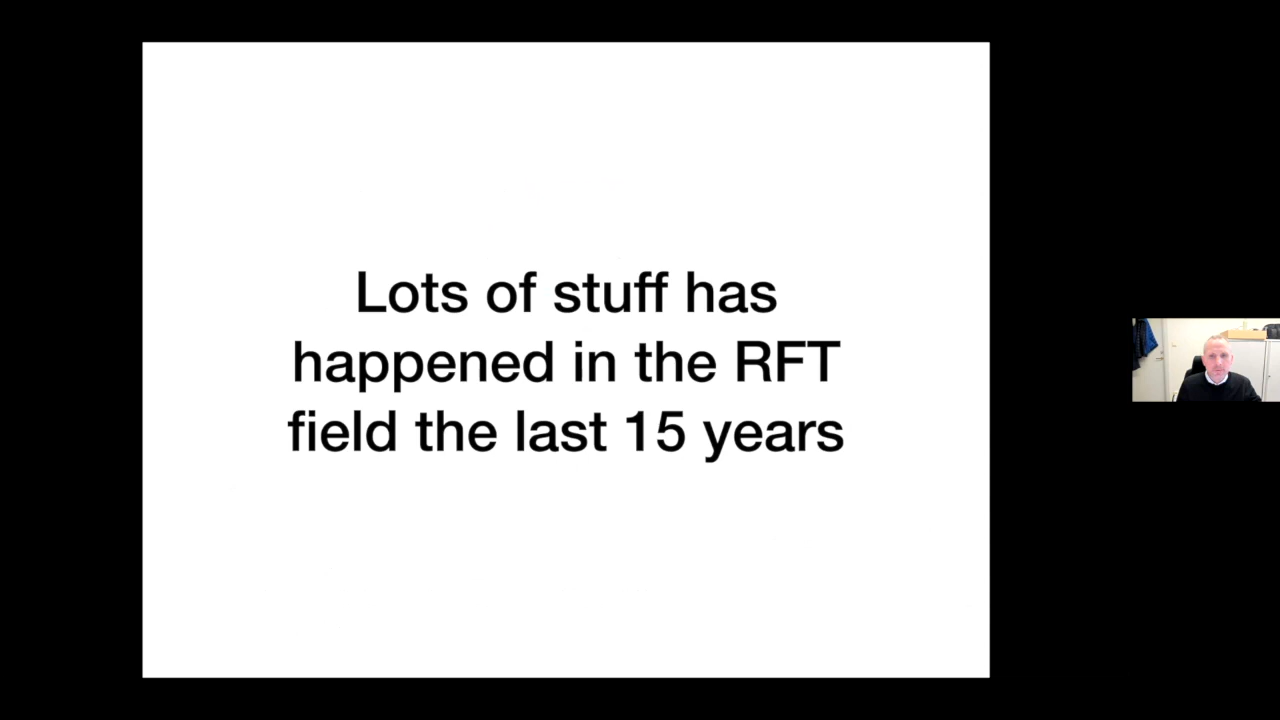 Lots of stuff has
happened in the RFT
field the last 15 years